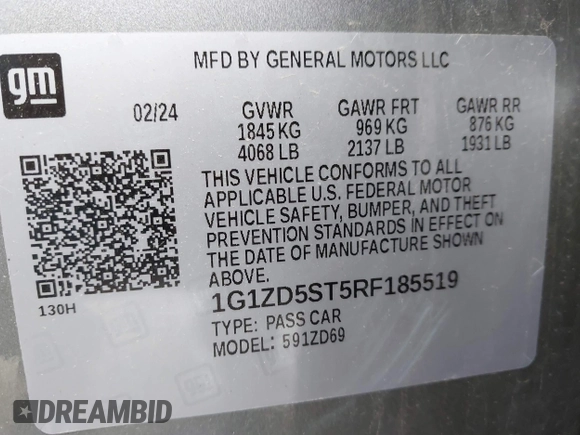 gm
MFD BY GENERAL MOTORS LLC
02/24 GVWR GAWR FRT GAWR RR
1845 KG 969 KG 876 KG
4068 LB 2137 LB 1931 LB
THIS VEHICLE CONFORMS TO ALL
APPLICABLE U.S. FEDERAL MOTOR
VEHICLE SAFETY, BUMPER, AND THEFT
PREVENTION STANDARDS IN EFFECT ON
THE DATE OF MANUFACTURE SHOWN
ABOVE.
1G1ZD5ST5RF185519
130H
TYPE: PASS CAR
MODEL: 591ZD69
DREAMBID